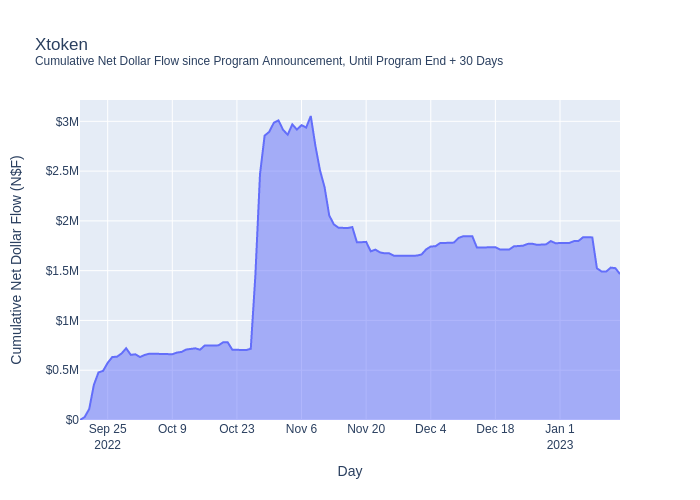 Xtoken
Cumulative Net Dollar Flow since Program Announcement, Until Program End + 30 Days
Cumulative Net Dollar Flow (N$F)
$3M
$2.5M
$2M
$1.5M
$1M
$0.5M
$0
Sep 25 Oct 9 Oct 23 Nov 6 Nov 20 Dec 4 Dec 18 Jan 1
2022 2023
Day